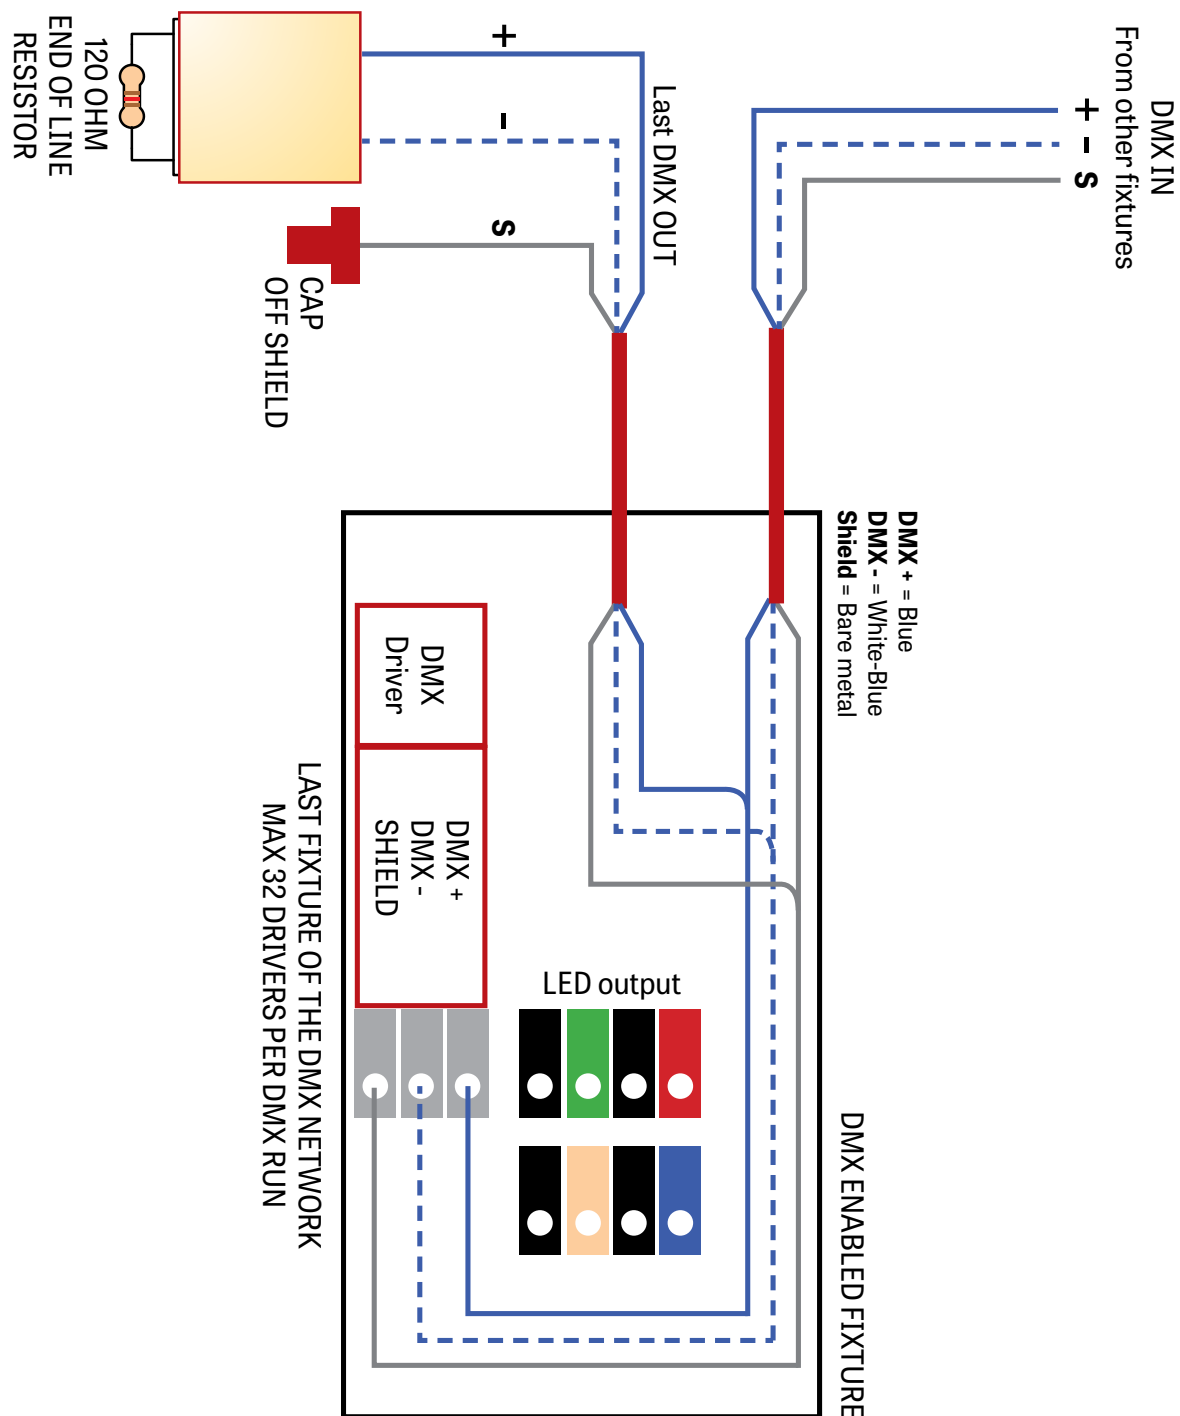 DMX IN
From other fixtures
+ - S
Last DMX OUT
+
-
S
120 OHM
END OF LINE
RESISTOR
CAP
OFF SHIELD
DMX + = Blue
DMX - = White-Blue
Shield = Bare metal
DMX
Driver
DMX +
DMX -
SHIELD
LED output
DMX ENABLED FIXTURE
LAST FIXTURE OF THE DMX NETWORK
MAX 32 DRIVERS PER DMX RUN